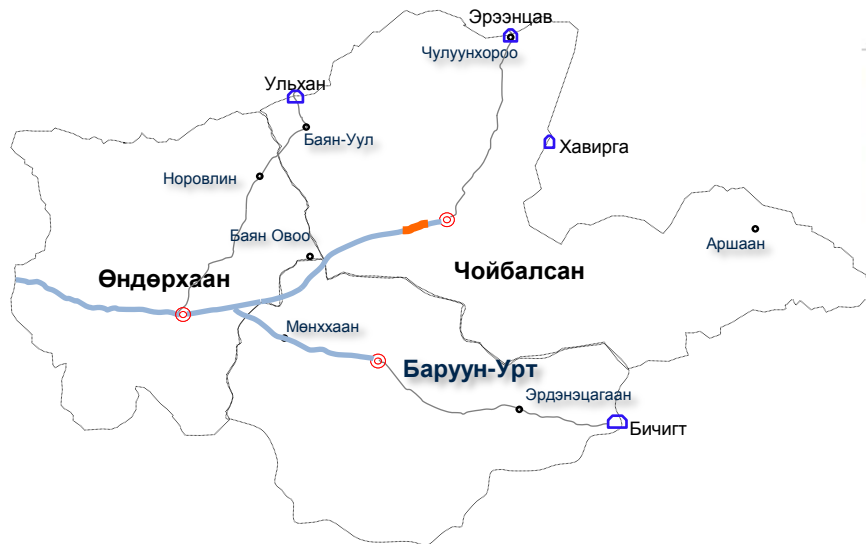 Эрээнцав
Чулуунхороо
Ульхан
Баян-Уул
Хавирга
Норовлин
Баян Овоо
Аршаан
Өндөрхаан
Чойбалсан
Мөнххаан
Баруун-Урт
Эрдэнэцагаан
Бичигт